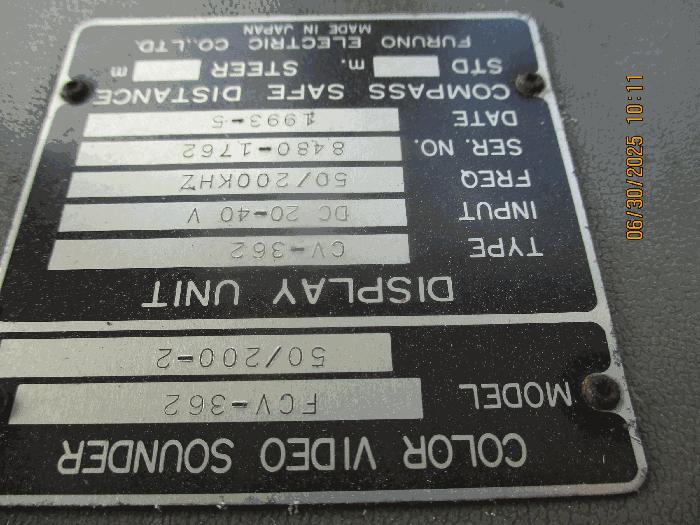 COLOR VIDEO SOUNDER
MODEL FCV-362
50/200-2
DISPLAY UNIT
TYPE CV-362
INPUT DC 20-40 V
FREQ 50/200KHZ
SER. NO. 8480-1762
DATE 1993-5
COMPASS SAFE DISTANCE
STD m. STEER m
FURUNO ELECTRIC CO., LTD.
MADE IN JAPAN
06/30/2025 10:11